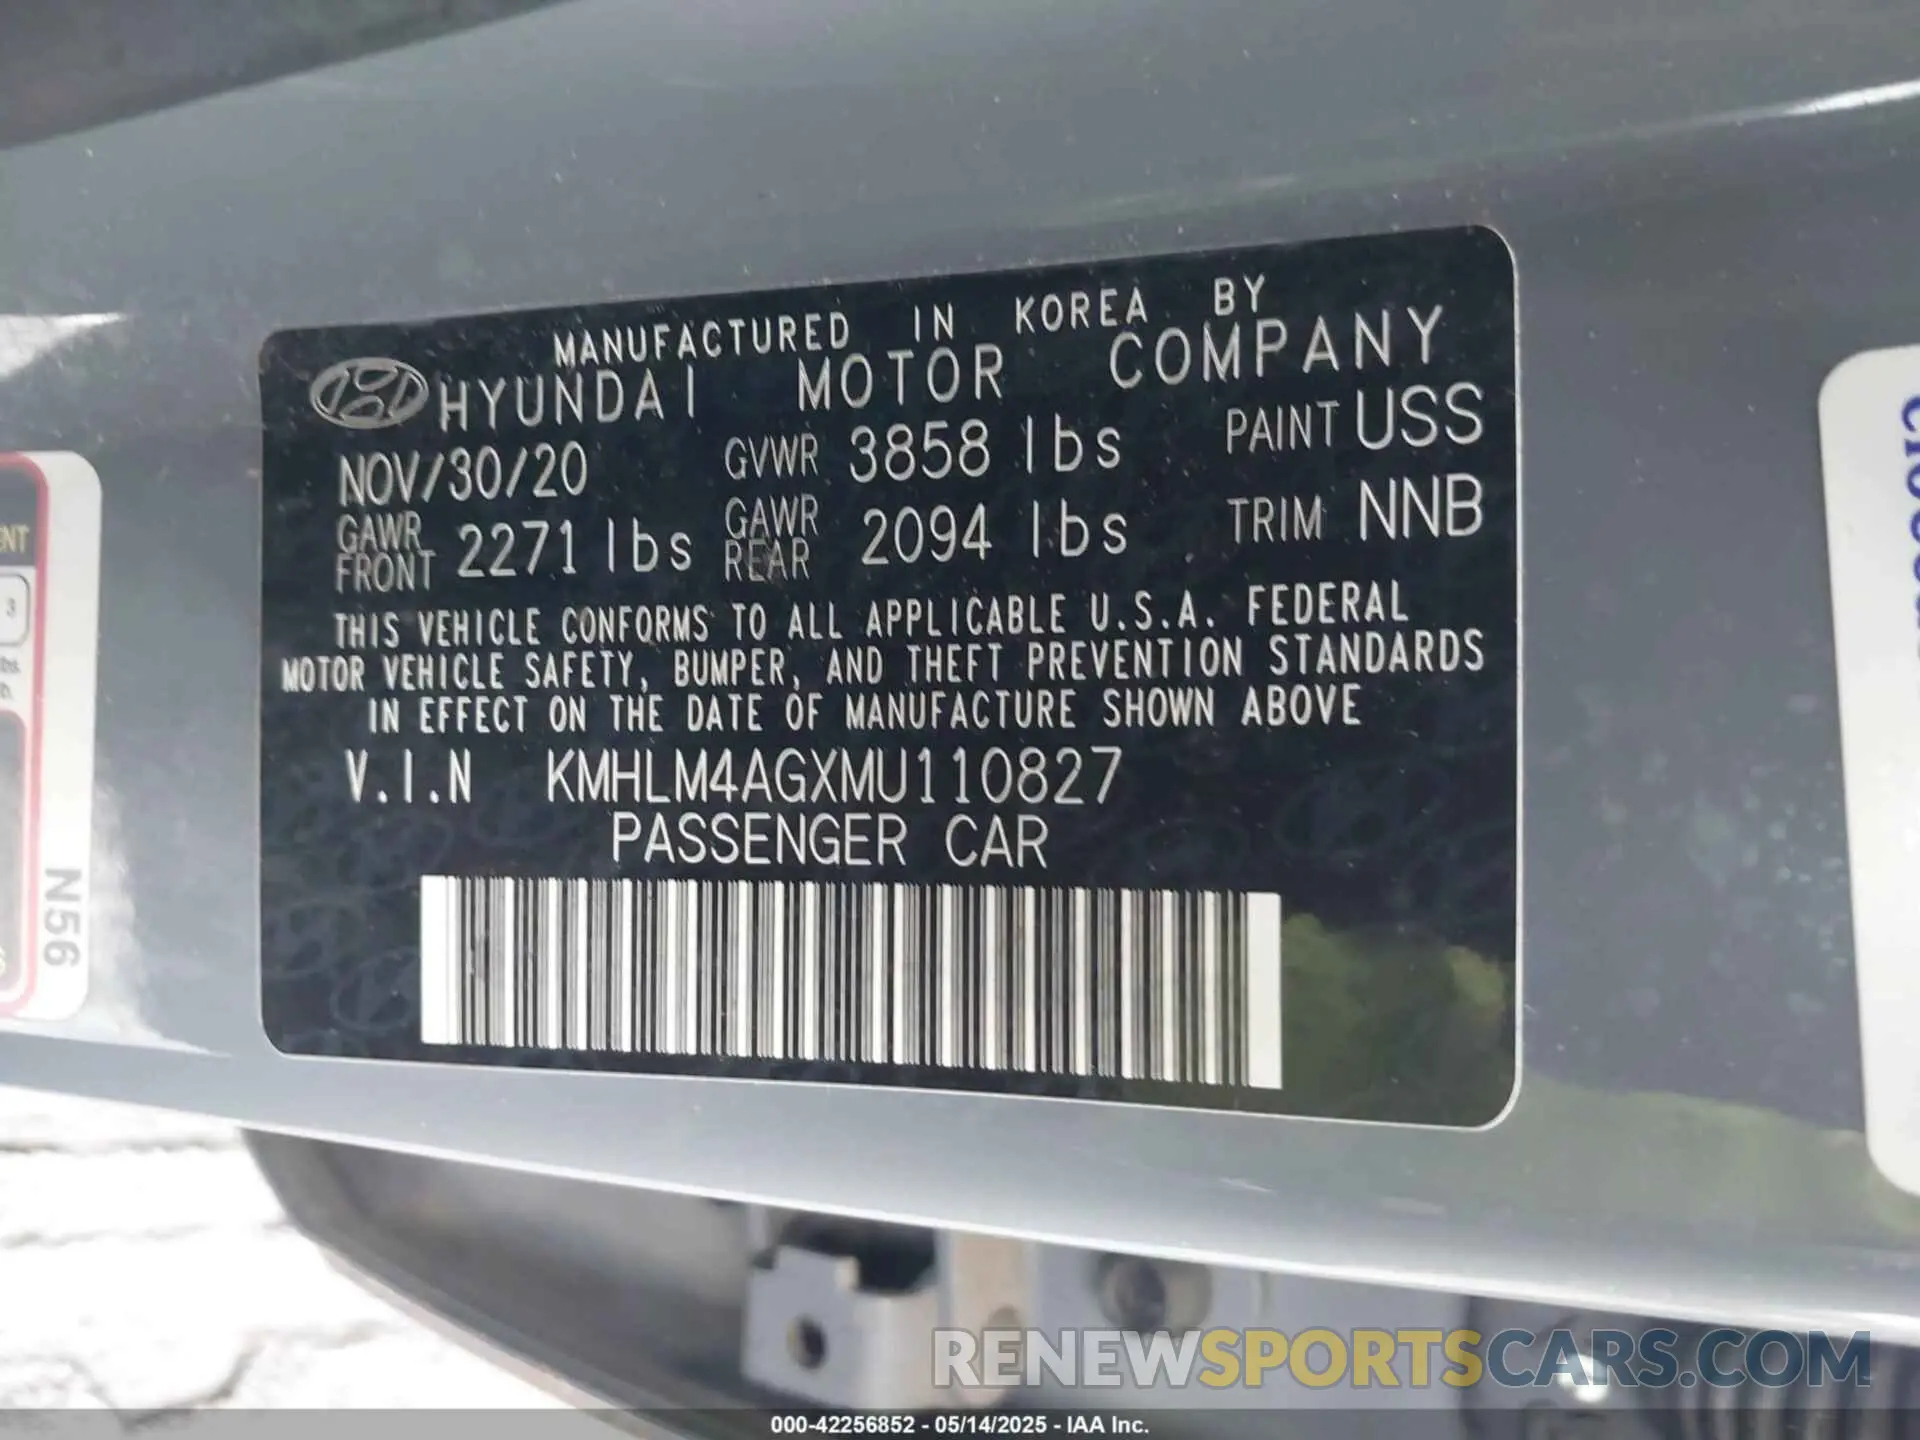 MANUFACTURED IN KOREA BY
HYUNDAI MOTOR COMPANY
NOV/30/20 GVWR 3858 lbs PAINT USS
GAWR FRONT 2271 lbs GAWR REAR 2094 lbs TRIM NNB
THIS VEHICLE CONFORMS TO ALL APPLICABLE U.S.A. FEDERAL
MOTOR VEHICLE SAFETY, BUMPER, AND THEFT PREVENTION STANDARDS
IN EFFECT ON THE DATE OF MANUFACTURE SHOWN ABOVE
V.I.N KMHLM4AGXMU110827
PASSENGER CAR
3
N56
RENEWSPORTSCARS.COM
000-42256852 - 05/14/2025 - IAA Inc.